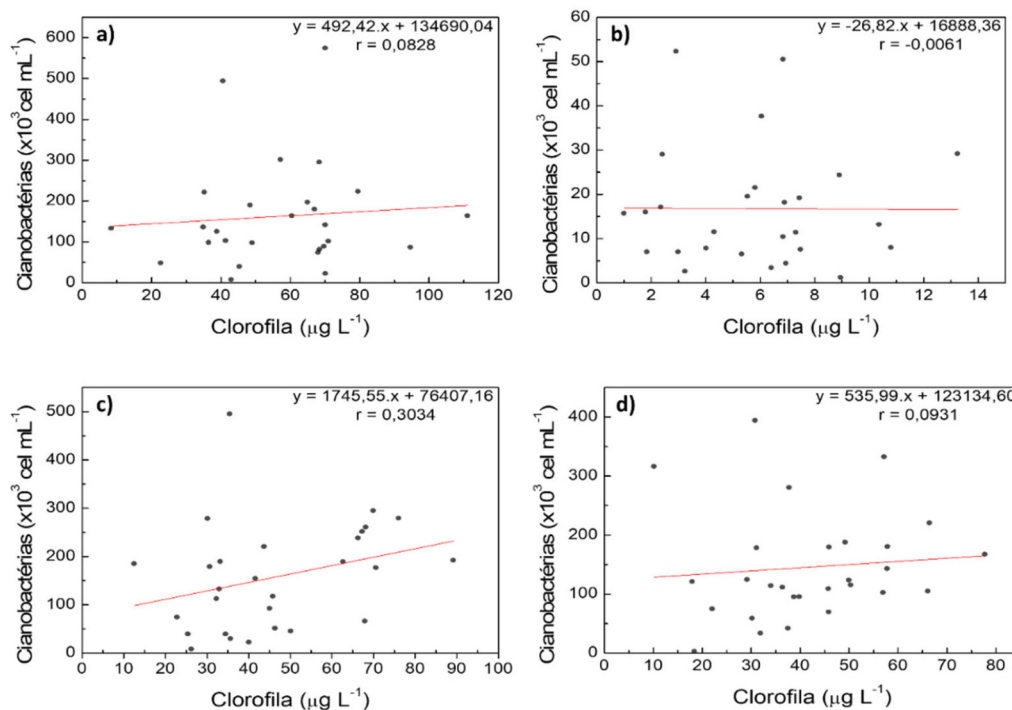 a)
y = 492,42.x + 134690,04
r = 0,0828
Cianobactérias (x10³cel mL⁻¹)
600
500
400
300
200
100
0
0 20 40 60 80 100 120
Clorofila (µg L⁻¹)
b)
y = -26,82.x + 16888,36
r = -0,0061
Cianobactérias (x10³ cel mL⁻¹)
60
50
40
30
20
10
0
0 2 4 6 8 10 12 14
Clorofila (µg L⁻¹)
c)
y = 1745,55.x + 76407,16
r = 0,3034
Cianobactérias (x10³ cel mL⁻¹)
500
400
300
200
100
0
0 10 20 30 40 50 60 70 80 90 100
Clorofila (µg L⁻¹)
d)
y = 535,99.x + 123134,60
r = 0,0931
Cianobactérias (x10³ cel mL⁻¹)
400
300
200
100
0
10 20 30 40 50 60 70 80
Clorofila (µg L⁻¹)